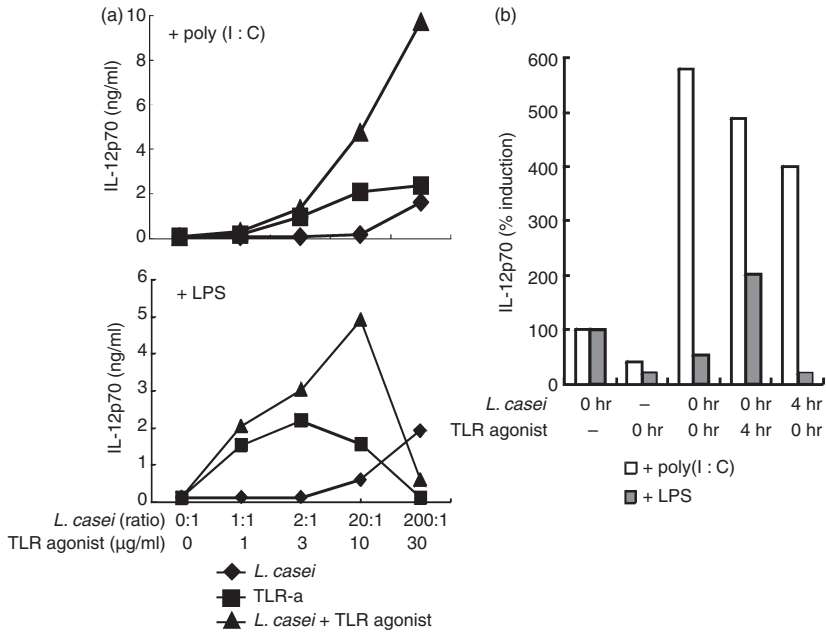 (a)
+ poly (I : C)
IL-12p70 (ng/ml)
10
8
6
4
2
0
+ LPS
IL-12p70 (ng/ml)
6
5
4
3
2
1
0
L. casei (ratio) 0:1 1:1 2:1 20:1 200:1
TLR agonist (μg/ml) 0 1 3 10 30
L. casei
TLR-a
L. casei + TLR agonist
(b)
IL-12p70 (% induction)
600
500
400
300
200
100
0
L. casei 0 hr – 0 hr 0 hr 4 hr
TLR agonist – 0 hr 0 hr 4 hr 0 hr
+ poly(I : C)
+ LPS